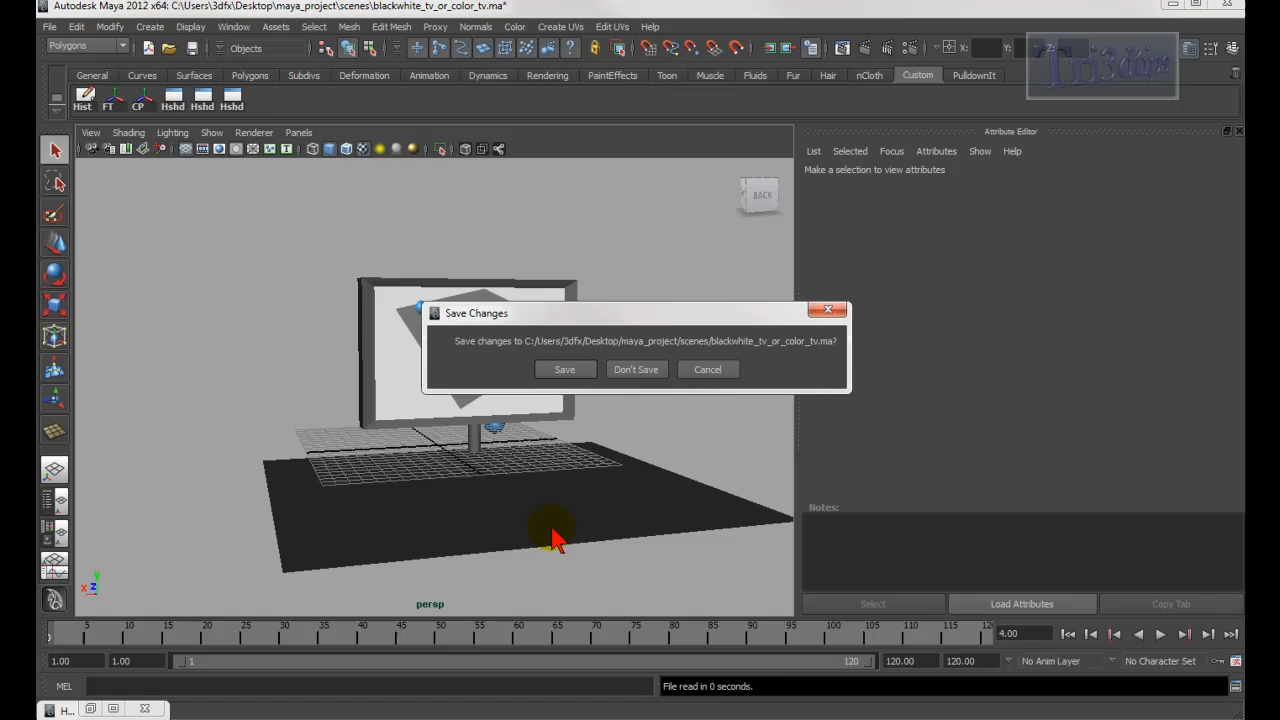 Autodesk Maya 2012 x64: C:\Users\3dfx\Desktop\maya_project\scenes\blackwhite_tv_or_color_tv.ma*
File Edit Modify Create Display Window Assets Select Mesh Edit Mesh Proxy Normals Color Create UVs Edit UVs Help
Polygons Objects X: Y: Z:
Tri3dfx
General Curves Surfaces Polygons Subdivs Deformation Animation Dynamics Rendering PaintEffects Toon Muscle Fluids Fur Hair nCloth Custom PulldownIt
Hist FT CP Hshd Hshd Hshd
View Shading Lighting Show Renderer Panels
Attribute Editor
List Selected Focus Attributes Show Help
Make a selection to view attributes
BACK
Save Changes
Save changes to C:/Users/3dfx/Desktop/maya_project/scenes/blackwhite_tv_or_color_tv.ma?
Save Don't Save Cancel
Notes:
y
x z
persp
Select Load Attributes Copy Tab
5 10 15 20 25 30 35 40 45 50 55 60 65 70 75 80 85 90 95 100 105 110 115 12
4.00
1.00 1.00 1 120 120.00 120.00 No Anim Layer No Character Set
MEL File read in 0 seconds.
H...